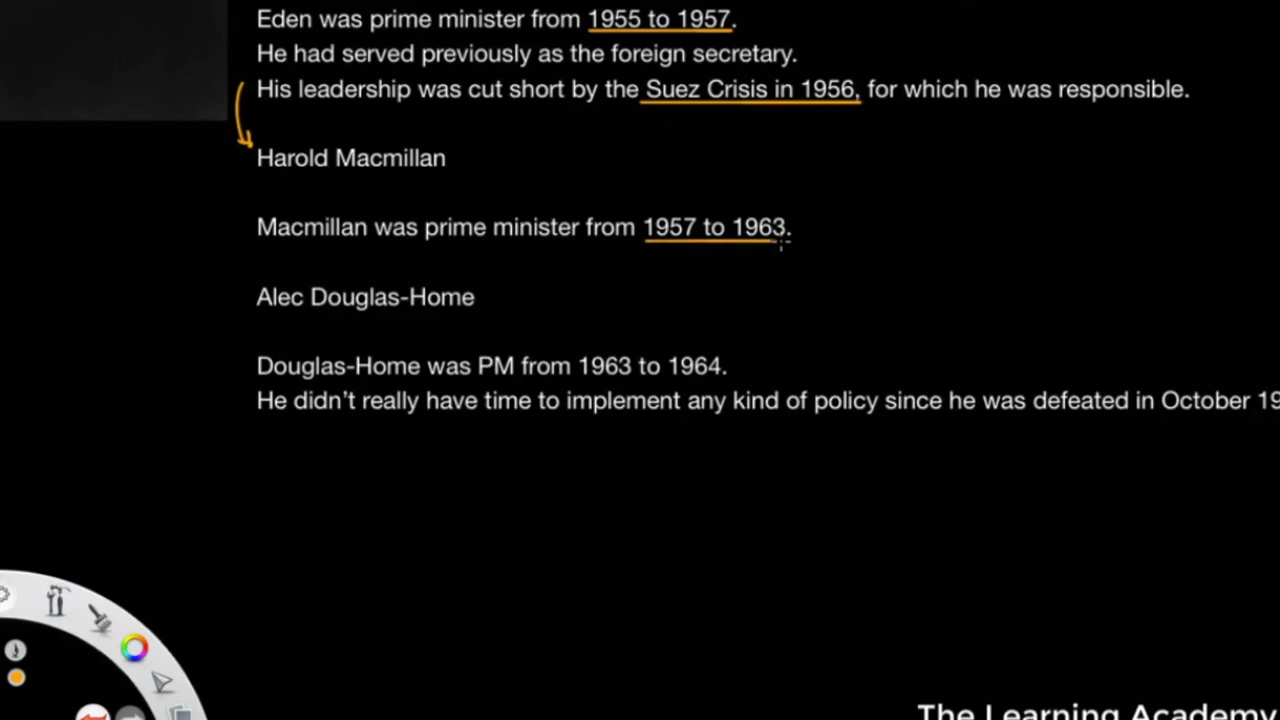 Eden was prime minister from 1955 to 1957.
He had served previously as the foreign secretary.
His leadership was cut short by the Suez Crisis in 1956, for which he was responsible.
Harold Macmillan
Macmillan was prime minister from 1957 to 1963.
Alec Douglas-Home
Douglas-Home was PM from 1963 to 1964.
He didn’t really have time to implement any kind of policy since he was defeated in October 19
The Learning Academy